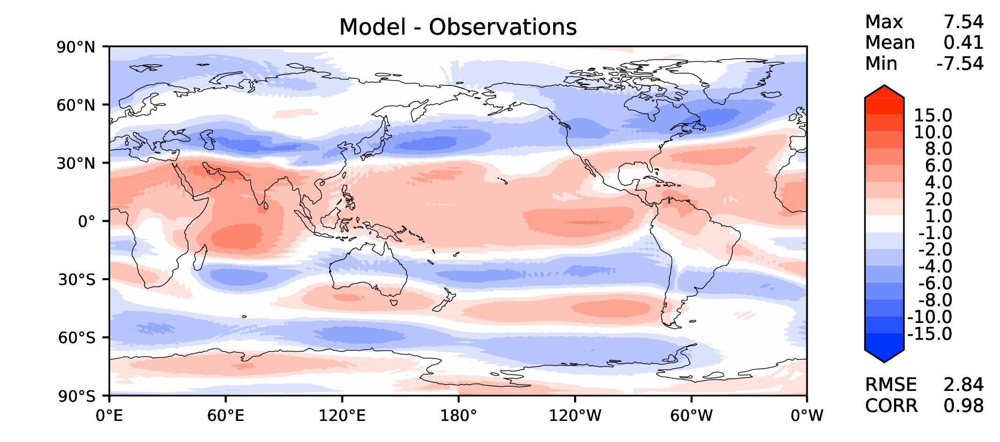 Model - Observations
Max 7.54
Mean 0.41
Min -7.54
90°N
60°N
30°N
0°
30°S
60°S
90°S
0°E 60°E 120°E 180° 120°W 60°W 0°W
15.0
10.0
8.0
6.0
4.0
2.0
1.0
-1.0
-2.0
-4.0
-6.0
-8.0
-10.0
-15.0
RMSE 2.84
CORR 0.98